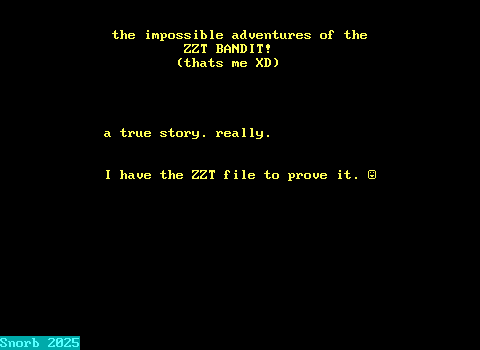 the impossible adventures of the
ZZT BANDIT!
(thats me XD)
a true story. really.
I have the ZZT file to prove it. ☺
Snorb 2025